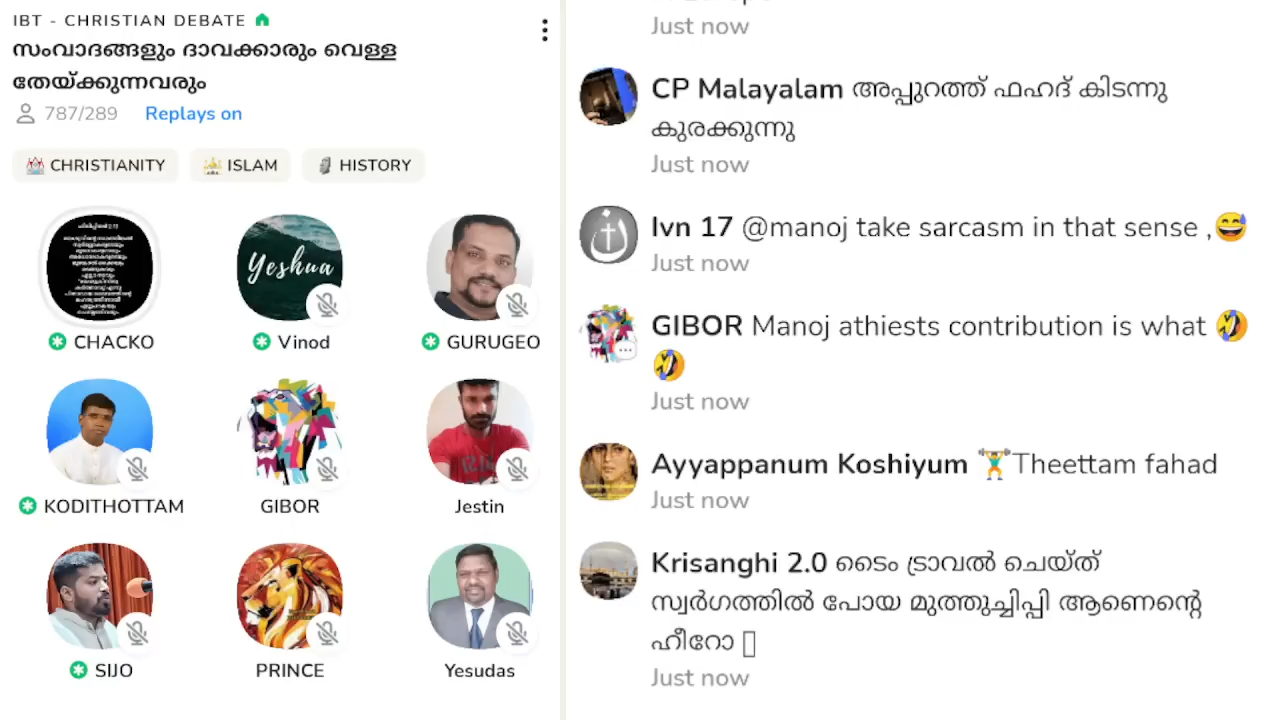 IBT - CHRISTIAN DEBATE
സംവാദങ്ങളും ദാവക്കാരും വെള്ള
തേയ്ക്കുന്നവരും
787/289 Replays on
CHRISTIANITY ISLAM HISTORY
Yeshua
CHACKO Vinod GURUGEO
KODITHOTTAM GIBOR Jestin
SIJO PRINCE Yesudas
Just now
CP Malayalam അപ്പുറത്ത് ഫഹദ് കിടന്നു
കുരക്കുന്നു
Just now
Ivn 17 @manoj take sarcasm in that sense ,😅
Just now
GIBOR Manoj athiests contribution is what 🤣
🤣
Just now
Ayyappanum Koshiyum 🏋️Theettam fahad
Just now
Krisanghi 2.0 ടൈം ട്രാവൽ ചെയ്ത്
സ്വർഗത്തിൽ പോയ മുത്തുച്ചിപ്പി ആണെന്റെ
ഹീറോ
Just now